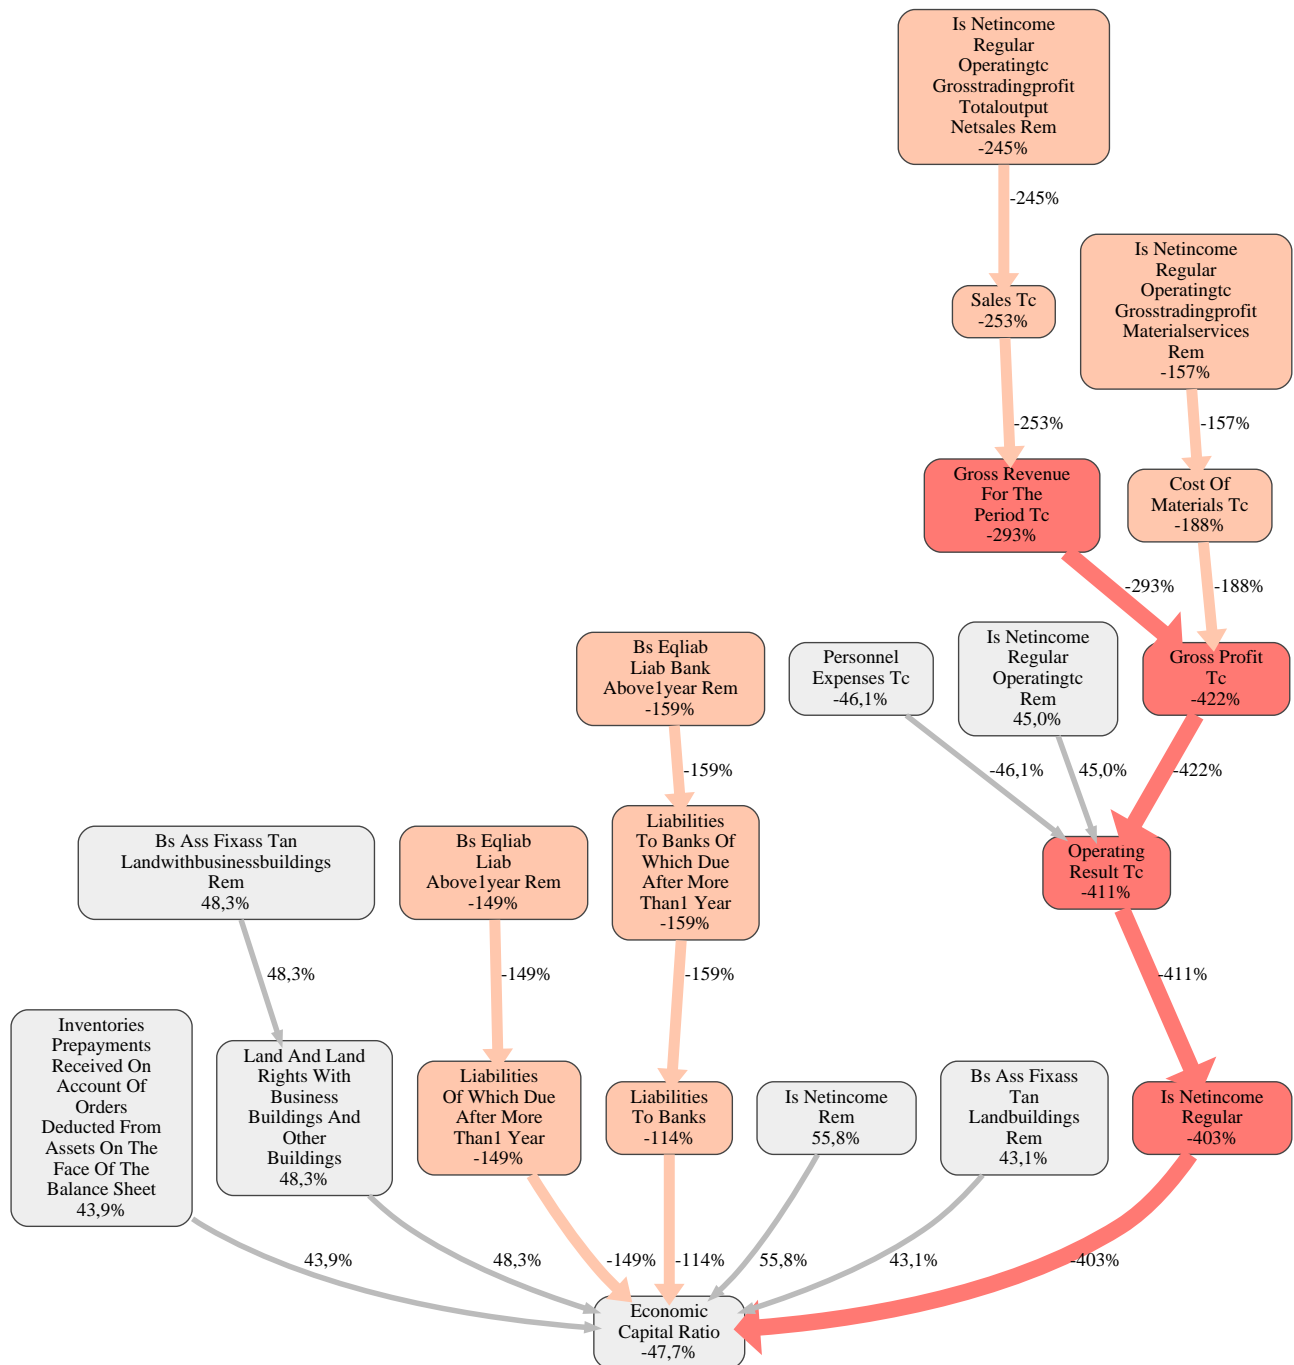 Is Netincome
Regular
Operatingtc
Grosstradingprofit
Totaloutput
Netsales Rem
-245%
-245%
Is Netincome
Regular
Operatingtc
Grosstradingprofit
Materialservices
Rem
-157%
Sales Tc
-253%
-253%
-157%
Gross Revenue
For The
Period Tc
-293%
Cost Of
Materials Tc
-188%
-293%
-188%
Bs Eqliab
Liab Bank
Above1year Rem
-159%
Personnel
Expenses Tc
-46,1%
Is Netincome
Regular
Operatingtc
Rem
45,0%
Gross Profit
Tc
-422%
-159%
-46,1%
45,0%
-422%
Bs Ass Fixass Tan
Landwithbusinessbuildings
Rem
48,3%
Bs Eqliab
Liab
Above1year Rem
-149%
Liabilities
To Banks Of
Which Due
After More
Than1 Year
-159%
Operating
Result Tc
-411%
48,3%
-149%
-159%
-411%
Inventories
Prepayments
Received On
Account Of
Orders
Deducted From
Assets On The
Face Of The
Balance Sheet
43,9%
Land And Land
Rights With
Business
Buildings And
Other
Buildings
48,3%
Liabilities
Of Which Due
After More
Than1 Year
-149%
Liabilities
To Banks
-114%
Is Netincome
Rem
55,8%
Bs Ass Fixass
Tan
Landbuildings
Rem
43,1%
Is Netincome
Regular
-403%
43,9%
48,3%
-149%
-114%
55,8%
43,1%
-403%
Economic
Capital Ratio
-47,7%